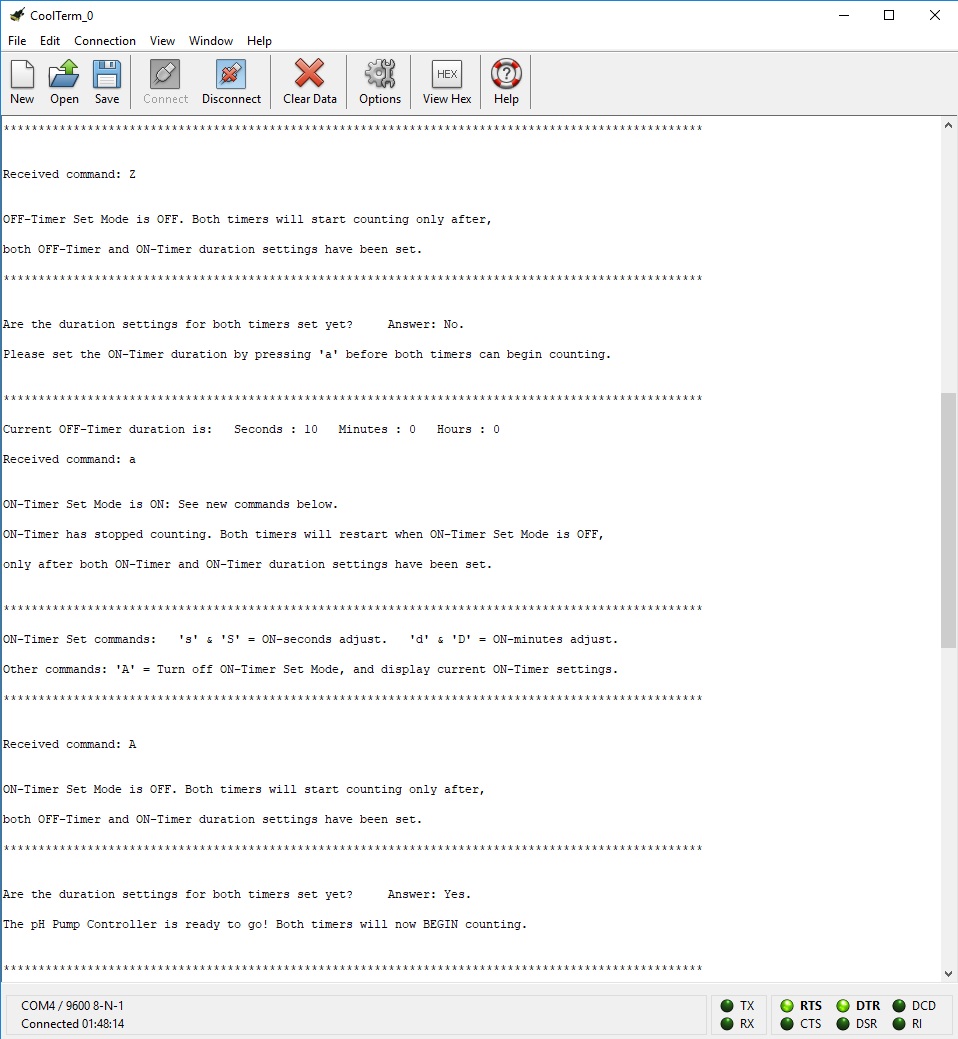 CoolTerm_0
File Edit Connection View Window Help
HEX
New Open Save Connect Disconnect Clear Data Options View Hex Help
****************************************************************************************************
Received command: Z
OFF-Timer Set Mode is OFF. Both timers will start counting only after,
both OFF-Timer and ON-Timer duration settings have been set.
****************************************************************************************************
Are the duration settings for both timers set yet?     Answer: No.
Please set the ON-Timer duration by pressing 'a' before both timers can begin counting.
****************************************************************************************************
Current OFF-Timer duration is:   Seconds : 10   Minutes : 0   Hours : 0
Received command: a
ON-Timer Set Mode is ON: See new commands below.
ON-Timer has stopped counting. Both timers will restart when ON-Timer Set Mode is OFF,
only after both ON-Timer and ON-Timer duration settings have been set.
****************************************************************************************************
ON-Timer Set commands:   's' & 'S' = ON-seconds adjust.   'd' & 'D' = ON-minutes adjust.
Other commands: 'A' = Turn off ON-Timer Set Mode, and display current ON-Timer settings.
****************************************************************************************************
Received command: A
ON-Timer Set Mode is OFF. Both timers will start counting only after,
both OFF-Timer and ON-Timer duration settings have been set.
****************************************************************************************************
Are the duration settings for both timers set yet?     Answer: Yes.
The pH Pump Controller is ready to go! Both timers will now BEGIN counting.
****************************************************************************************************
COM4 / 9600 8-N-1
Connected 01:48:14
TX RTS DTR DCD
RX CTS DSR RI